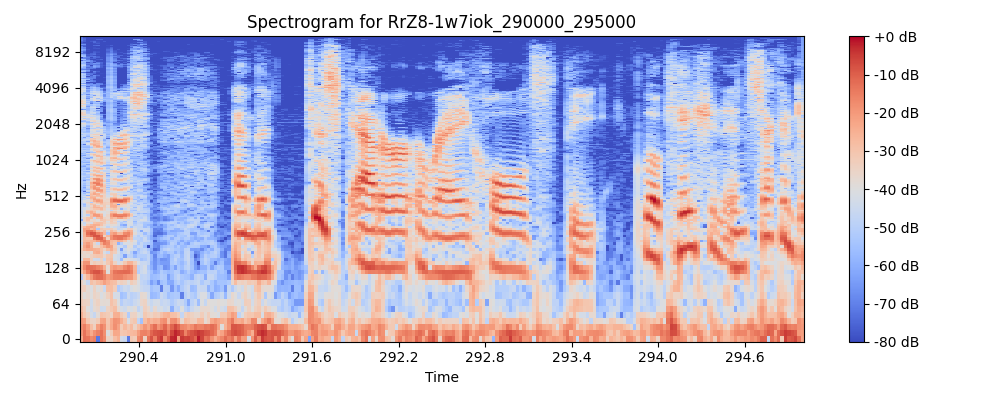 Spectrogram for RrZ8-1w7iok_290000_295000
8192
4096
2048
1024
512
256
128
64
0
Hz
290.4 291.0 291.6 292.2 292.8 293.4 294.0 294.6
Time
+0 dB
-10 dB
-20 dB
-30 dB
-40 dB
-50 dB
-60 dB
-70 dB
-80 dB